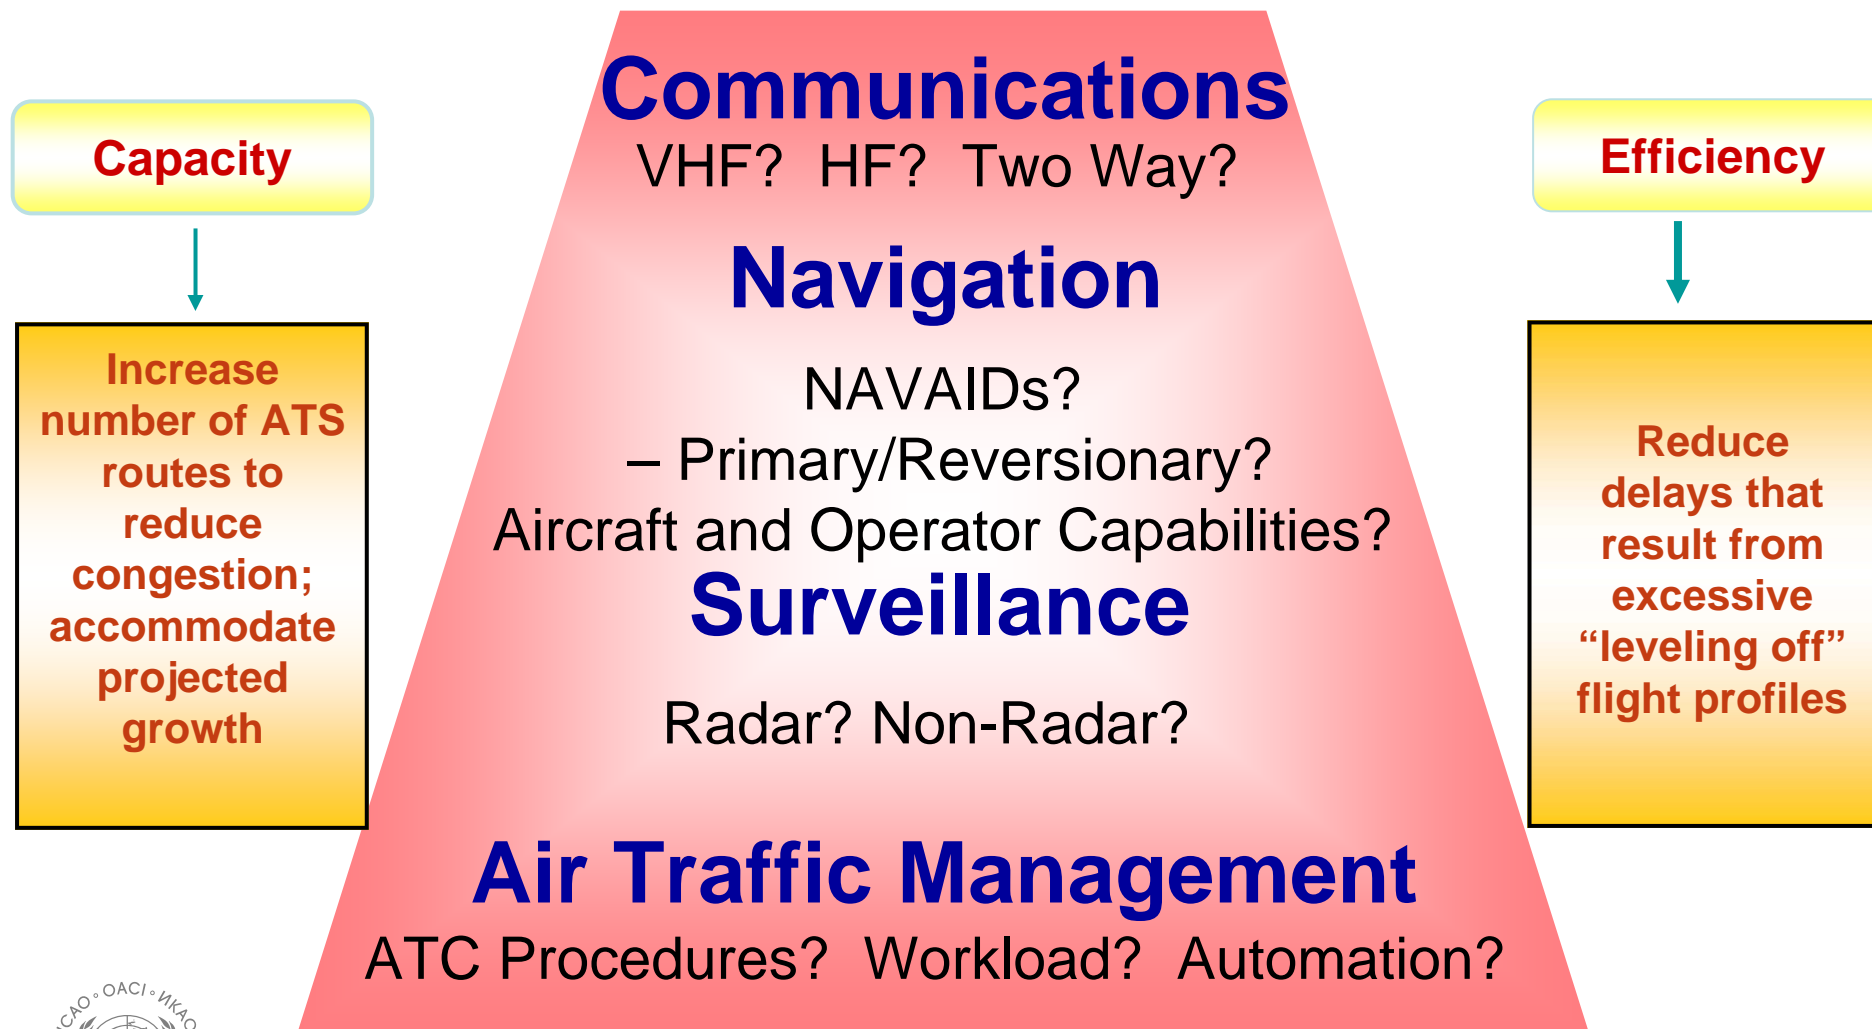 Communications
VHF? HF? Two Way?
Navigation
NAVAIDs?
– Primary/Reversionary?
Aircraft and Operator Capabilities?
Surveillance
Radar? Non-Radar?
Air Traffic Management
ATC Procedures? Workload? Automation?
Capacity
Increase
number of ATS
routes to
reduce
congestion;
accommodate
projected
growth
Efficiency
Reduce
delays that
result from
excessive
“leveling off”
flight profiles
ICAO ° OACI ° ИКАО